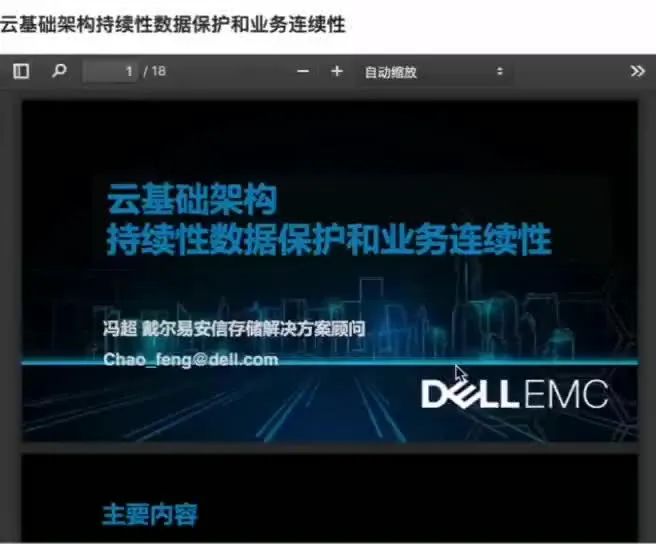 云基础架构持续性数据保护和业务连续性
1 / 18
自动缩放
云基础架构
持续性数据保护和业务连续性
冯超 戴尔易安信存储解决方案顾问
Chao_feng@dell.com
DELL EMC
主要内容